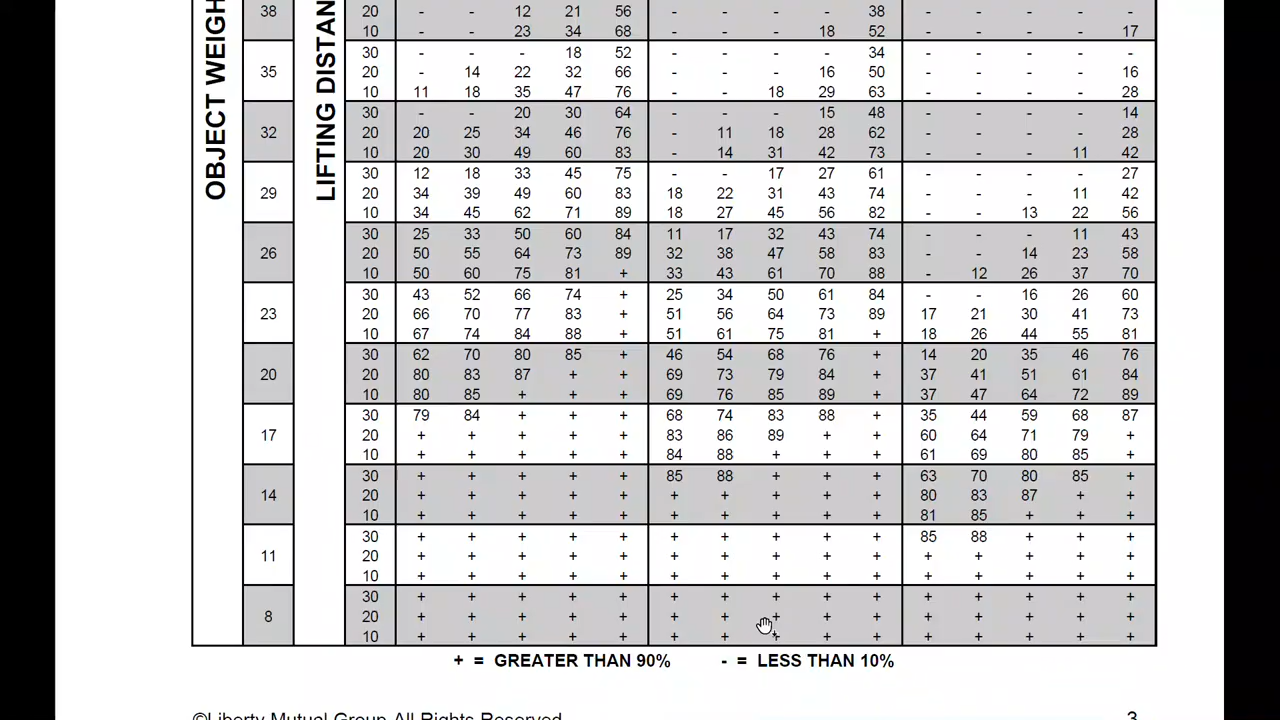 OBJECT WEIGH
LIFTING DISTAN
38 20 - - 12 21 56 - - - - 38 - - - - -
10 - - 23 34 68 - - - 18 52 - - - - 17
30 - - - 18 52 - - - - 34 - - - - -
35 20 - 14 22 32 66 - - - 16 50 - - - - 16
10 11 18 35 47 76 - - 18 29 63 - - - - 28
30 - - 20 30 64 - - - 15 48 - - - - 14
32 20 20 25 34 46 76 - 11 18 28 62 - - - - 28
10 20 30 49 60 83 - 14 31 42 73 - - - 11 42
30 12 18 33 45 75 - - 17 27 61 - - - - 27
29 20 34 39 49 60 83 18 22 31 43 74 - - - 11 42
10 34 45 62 71 89 18 27 45 56 82 - - 13 22 56
30 25 33 50 60 84 11 17 32 43 74 - - - 11 43
26 20 50 55 64 73 89 32 38 47 58 83 - - 14 23 58
10 50 60 75 81 + 33 43 61 70 88 - 12 26 37 70
30 43 52 66 74 + 25 34 50 61 84 - - 16 26 60
23 20 66 70 77 83 + 51 56 64 73 89 17 21 30 41 73
10 67 74 84 88 + 51 61 75 81 + 18 26 44 55 81
30 62 70 80 85 + 46 54 68 76 + 14 20 35 46 76
20 20 80 83 87 + + 69 73 79 84 + 37 41 51 61 84
10 80 85 + + + 69 76 85 89 + 37 47 64 72 89
30 79 84 + + + 68 74 83 88 + 35 44 59 68 87
17 20 + + + + + 83 86 89 + + 60 64 71 79 +
10 + + + + + 84 88 + + + 61 69 80 85 +
30 + + + + + 85 88 + + + 63 70 80 85 +
14 20 + + + + + + + + + + 80 83 87 + +
10 + + + + + + + + + + 81 85 + + +
30 + + + + + + + + + + 85 88 + + +
11 20 + + + + + + + + + + + + + + +
10 + + + + + + + + + + + + + + +
30 + + + + + + + + + + + + + + +
8 20 + + + + + + + + + + + + + + +
10 + + + + + + + + + + + + + + +
+ = GREATER THAN 90% - = LESS THAN 10%
©Liberty Mutual Group All Rights Reserved 3